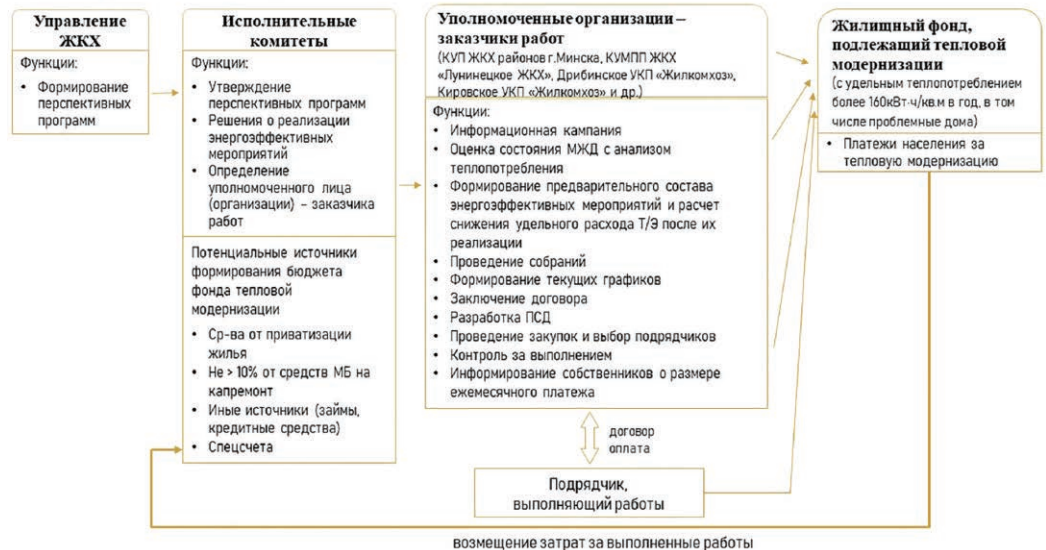 Управление
ЖКХ
Функции:
• Формирование
перспективных
программ
Исполнительные
комитеты
Функции:
• Утверждение
перспективных программ
• Решения о реализации
энергоэффективных
мероприятий
• Определение
уполномоченного лица
(организации) – заказчика
работ
Потенциальные источники
формирования бюджета
фонда тепловой
модернизации
• Ср-ва от приватизации
жилья
• Не > 10% от средств МБ на
капремонт
• Иные источники (займы,
кредитные средства)
• Спецсчета
Уполномоченные организации –
заказчики работ
(КУП ЖКХ районов г.Минска, КУМПП ЖКХ
«Лунинецкое ЖКХ», Дрибинское УКП «Жилкомхоз»,
Кировское УКП «Жилкомхоз» и др.)
Функции:
• Информационная кампания
• Оценка состояния МЖД с анализом
теплопотребления
• Формирование предварительного состава
энергоэффективных мероприятий и расчет
снижения удельного расхода Т/Э после их
реализации
• Проведение собраний
• Формирование текущих графиков
• Заключение договора
• Разработка ПСД
• Проведение закупок и выбор подрядчиков
• Контроль за выполнением
• Информирование собственников о размере
ежемесячного платежа
договор
оплата
Подрядчик,
выполняющий работы
Жилищный фонд,
подлежащий тепловой
модернизации
(с удельным теплопотреблением
более 160кВт·ч/кв.м в год, в том
числе проблемные дома)
• Платежи населения за
тепловую модернизацию
возмещение затрат за выполненные работы